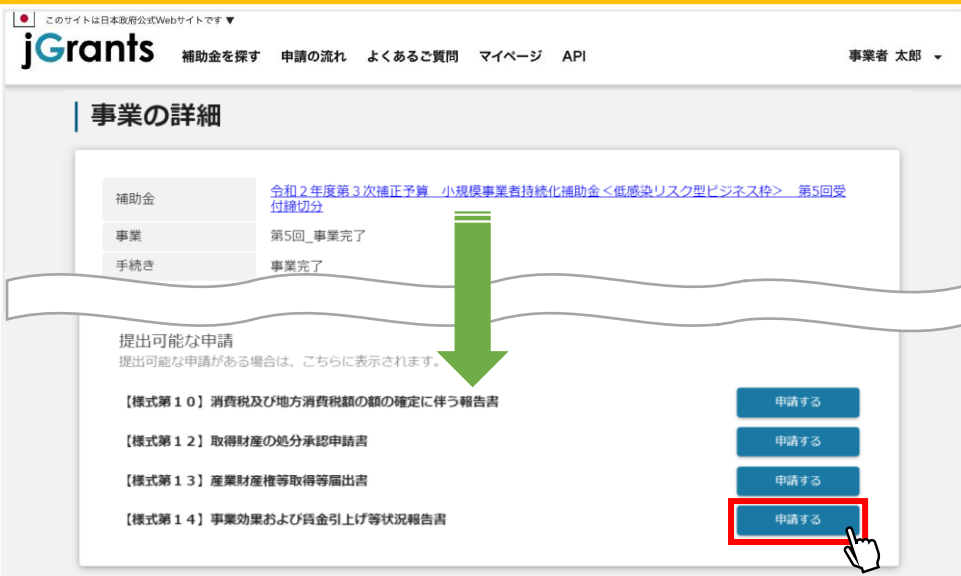 このサイトは日本政府公式Webサイトです ▼
jGrants 補助金を探す 申請の流れ よくあるご質問 マイページ API 事業者 太郎
事業の詳細
補助金 令和2年度第3次補正予算 小規模事業者持続化補助金<低感染リスク型ビジネス枠> 第5回受
付締切分
事業 第5回_事業完了
手続き 事業完了
提出可能な申請
提出可能な申請がある場合は、こちらに表示されます。
【様式第10】消費税及び地方消費税額の額の確定に伴う報告書 申請する
【様式第12】取得財産の処分承認申請書 申請する
【様式第13】産業財産権等取得等届出書 申請する
【様式第14】事業効果および賃金引上げ等状況報告書 申請する